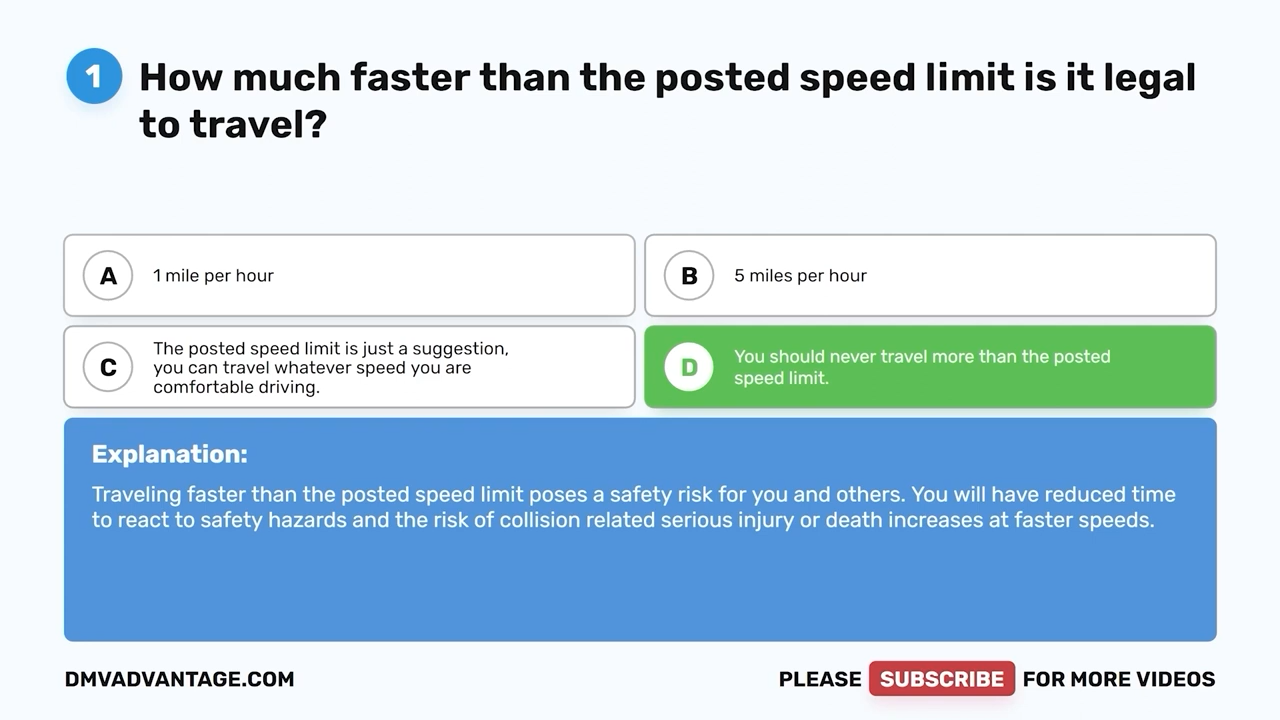 1
How much faster than the posted speed limit is it legal
to travel?
A
1 mile per hour
B
5 miles per hour
C
The posted speed limit is just a suggestion,
you can travel whatever speed you are
comfortable driving.
D
You should never travel more than the posted
speed limit.
Explanation:
Traveling faster than the posted speed limit poses a safety risk for you and others. You will have reduced time
to react to safety hazards and the risk of collision related serious injury or death increases at faster speeds.
DMVADVANTAGE.COM
PLEASE SUBSCRIBE FOR MORE VIDEOS